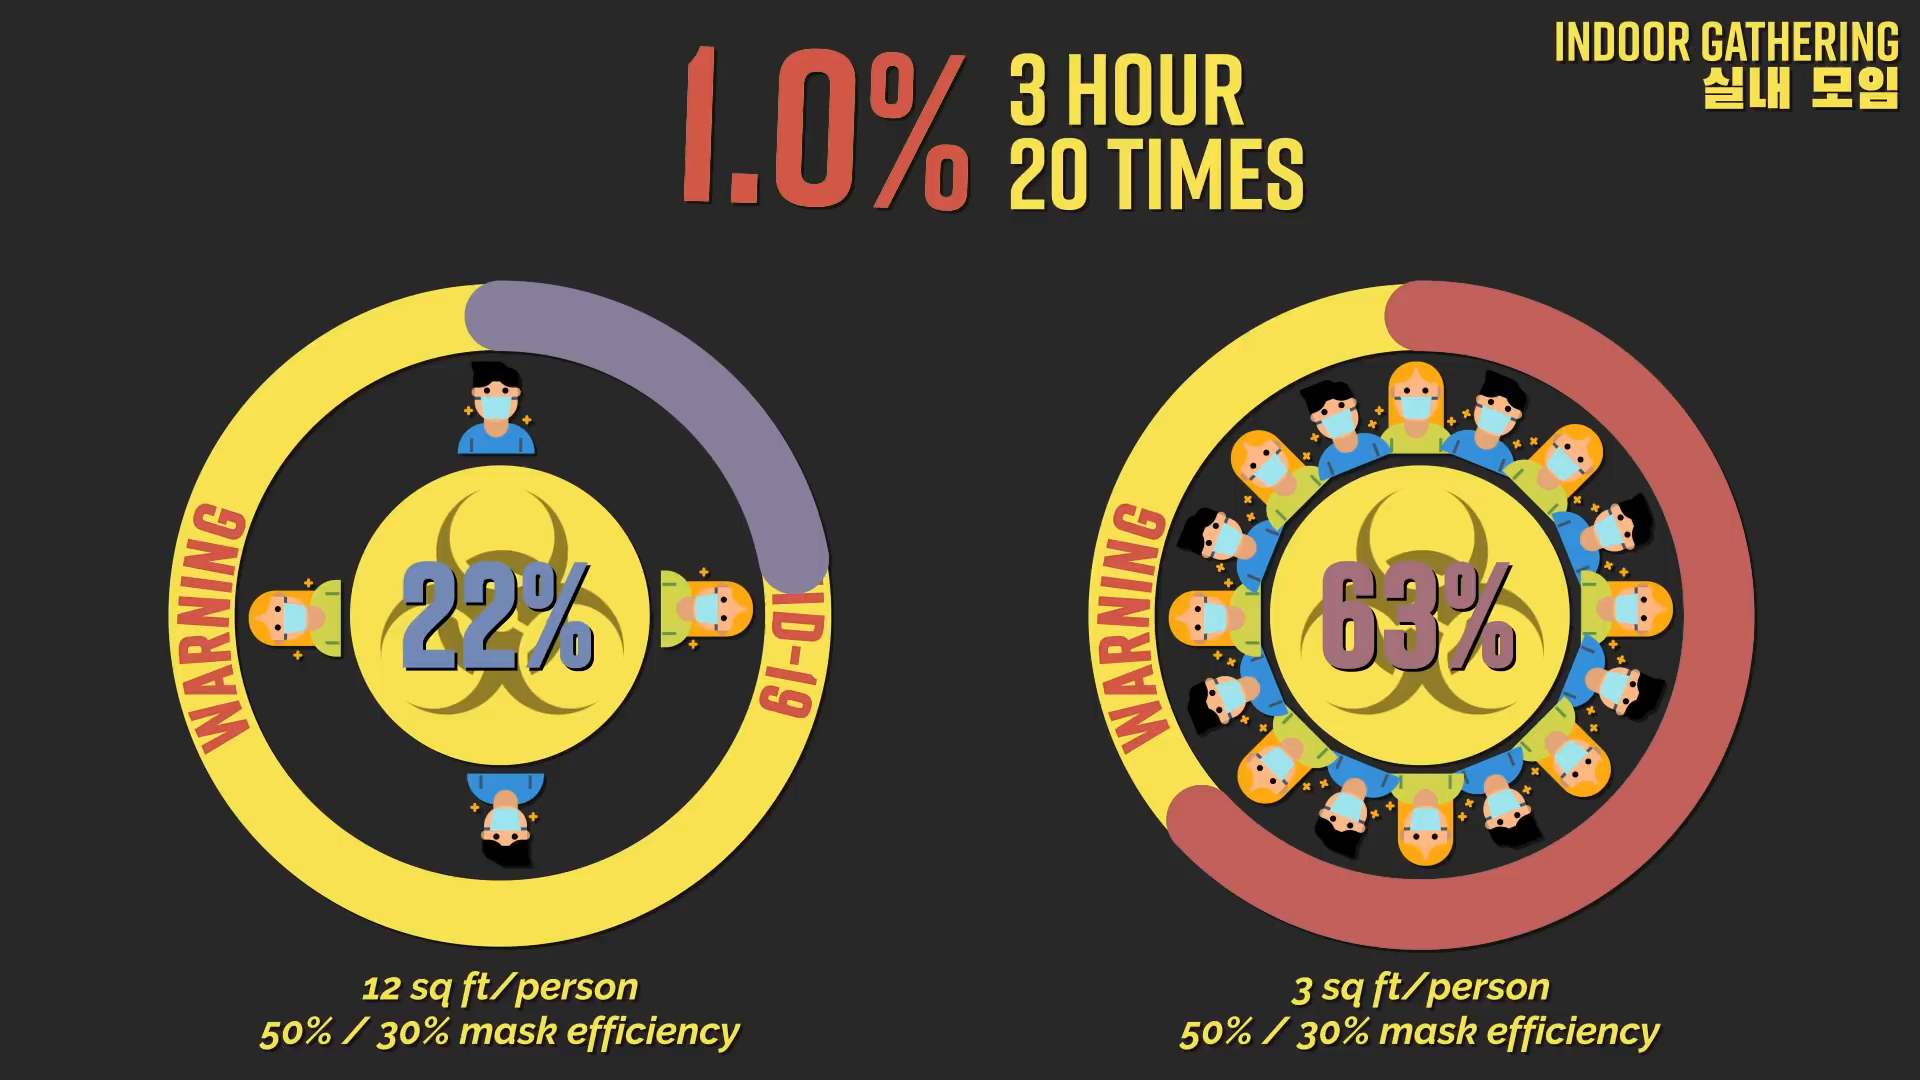 INDOOR GATHERING
실내 모임
1.0%
3 HOUR
20 TIMES
WARNING
22%
ID-19
12 sq ft/person
50% / 30% mask efficiency
WARNING
63%
3 sq ft/person
50% / 30% mask efficiency